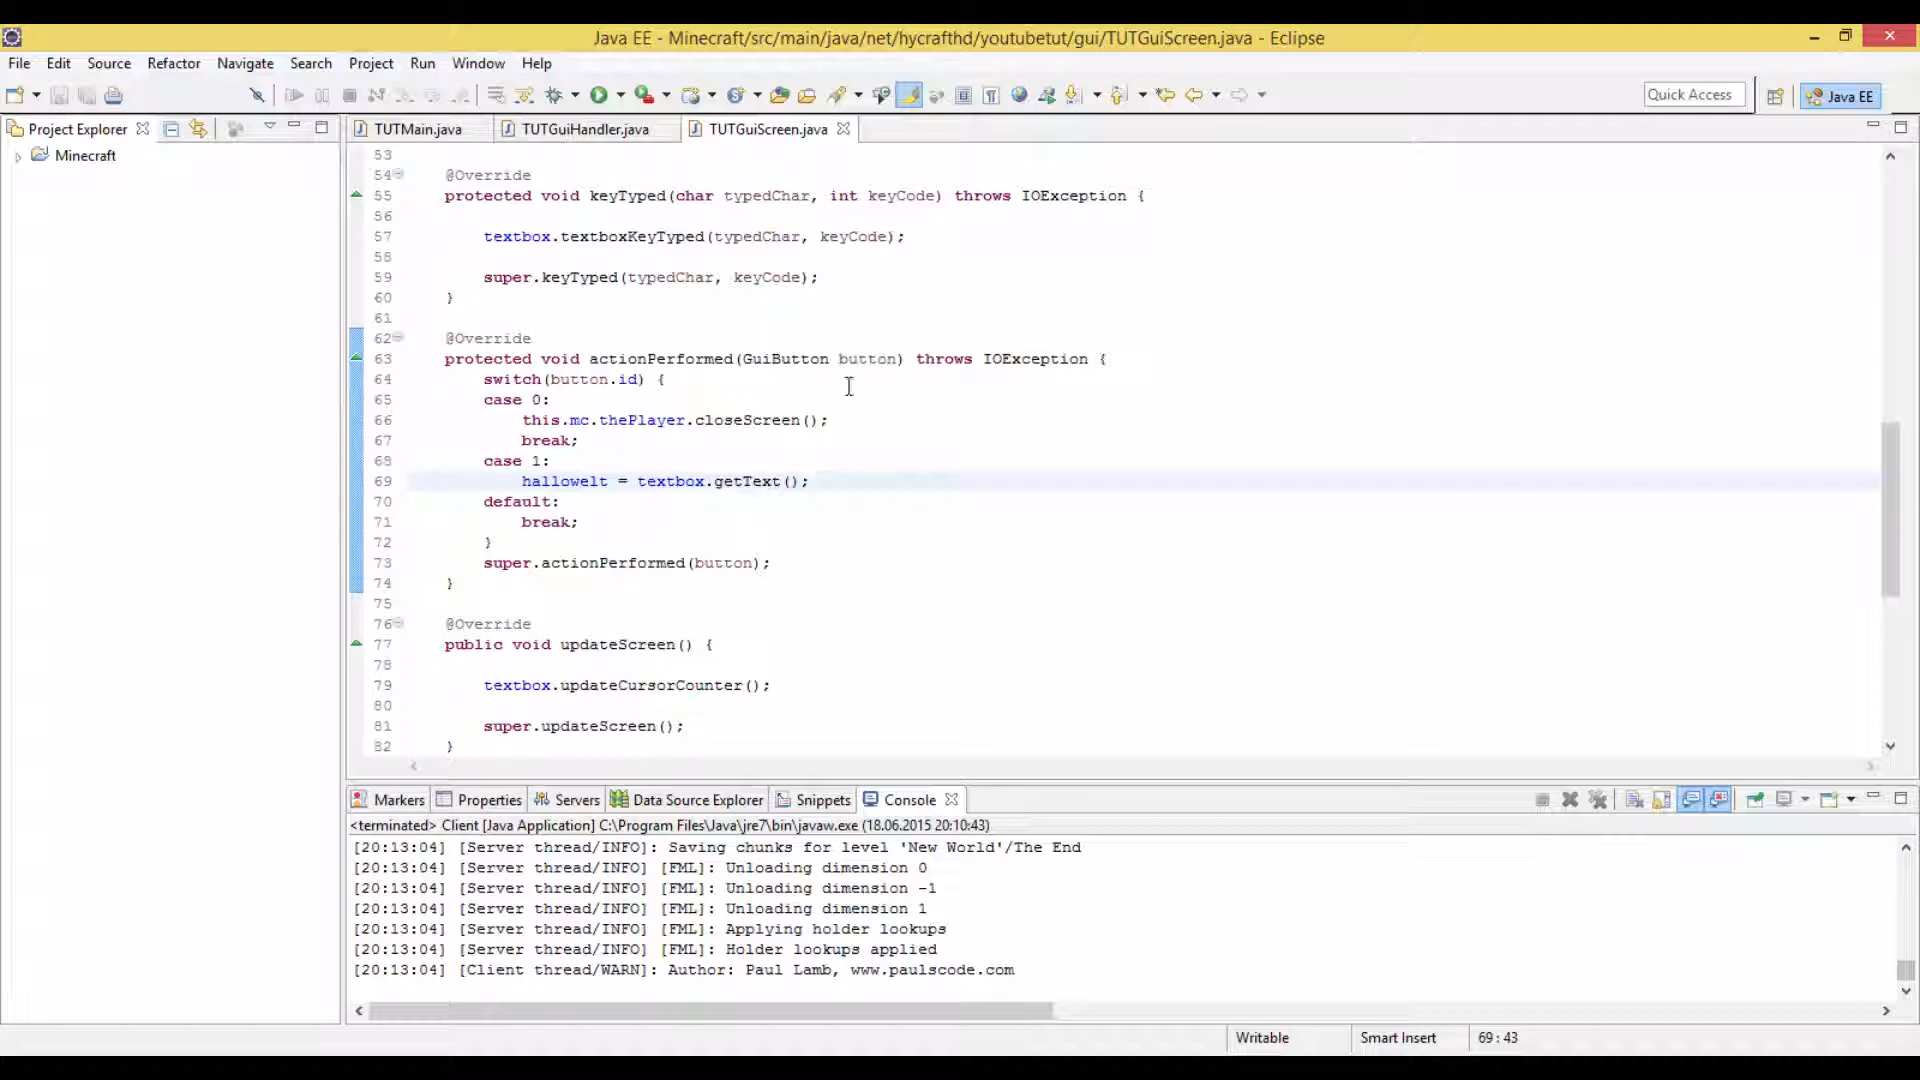 Java EE - Minecraft/src/main/java/net/hycrafthd/youtubetut/gui/TUTGuiScreen.java - Eclipse
File Edit Source Refactor Navigate Search Project Run Window Help
Quick Access Java EE
Project Explorer
Minecraft
TUTMain.java TUTGuiHandler.java TUTGuiScreen.java
53
54 @Override
55 protected void keyTyped(char typedChar, int keyCode) throws IOException {
56
57 textbox.textboxKeyTyped(typedChar, keyCode);
58
59 super.keyTyped(typedChar, keyCode);
60 }
61
62 @Override
63 protected void actionPerformed(GuiButton button) throws IOException {
64 switch(button.id) {
65 case 0:
66 this.mc.thePlayer.closeScreen();
67 break;
68 case 1:
69 hallowelt = textbox.getText();
70 default:
71 break;
72 }
73 super.actionPerformed(button);
74 }
75
76 @Override
77 public void updateScreen() {
78
79 textbox.updateCursorCounter();
80
81 super.updateScreen();
82 }
Markers Properties Servers Data Source Explorer Snippets Console
<terminated> Client [Java Application] C:\Program Files\Java\jre7\bin\javaw.exe (18.06.2015 20:10:43)
[20:13:04] [Server thread/INFO]: Saving chunks for level 'New World'/The End
[20:13:04] [Server thread/INFO] [FML]: Unloading dimension 0
[20:13:04] [Server thread/INFO] [FML]: Unloading dimension -1
[20:13:04] [Server thread/INFO] [FML]: Unloading dimension 1
[20:13:04] [Server thread/INFO] [FML]: Applying holder lookups
[20:13:04] [Server thread/INFO] [FML]: Holder lookups applied
[20:13:04] [Client thread/WARN]: Author: Paul Lamb, www.paulscode.com
Writable Smart Insert 69 : 43